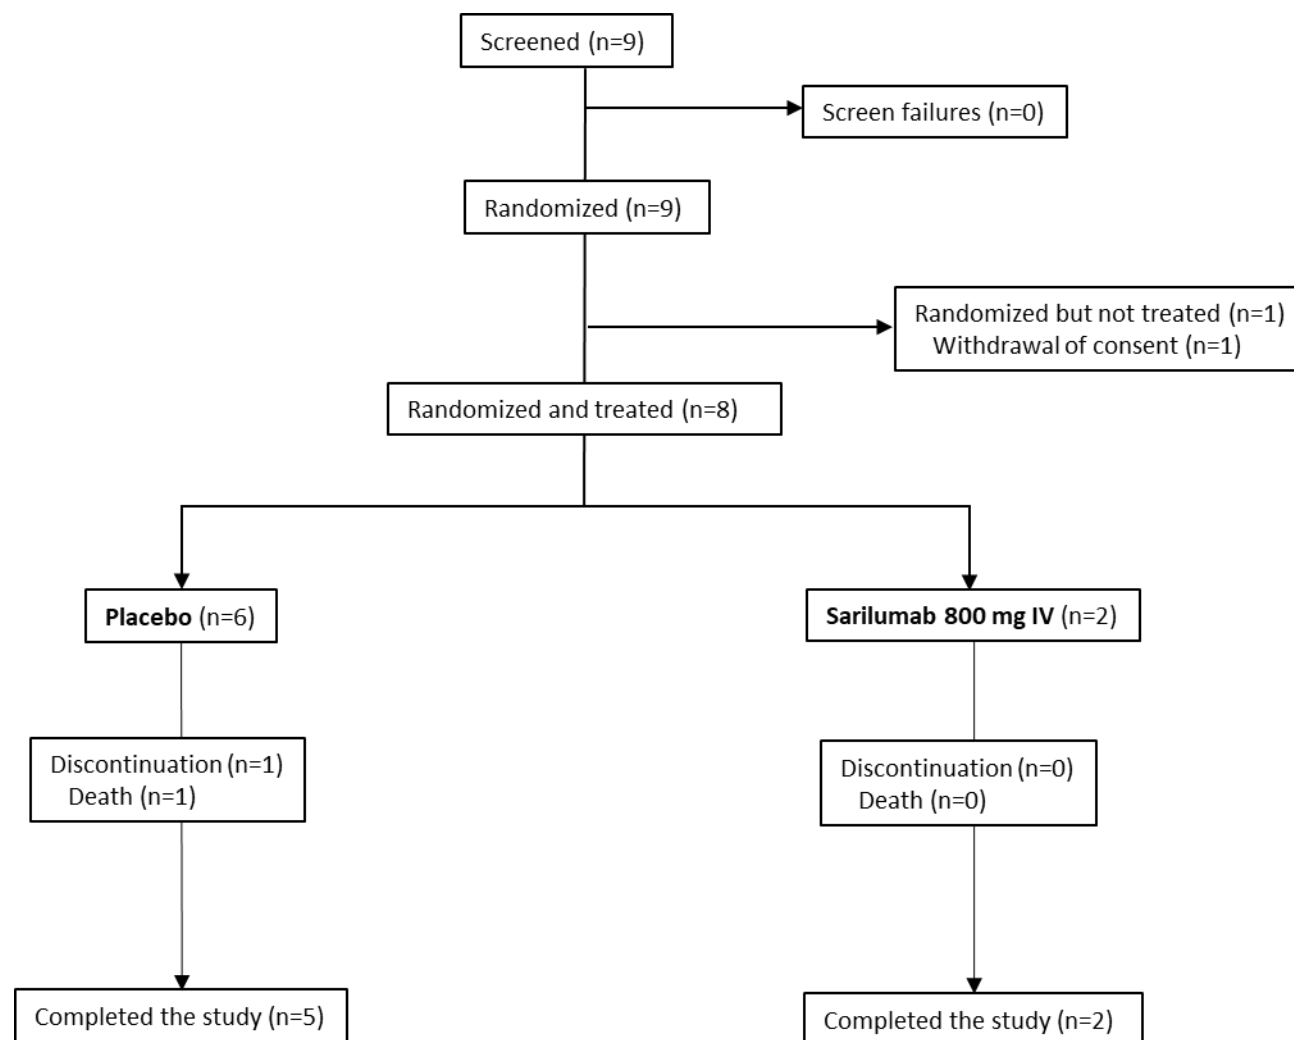 Screened (n=9)
Screen failures (n=0)
Randomized (n=9)
Randomized but not treated (n=1)
Withdrawal of consent (n=1)
Randomized and treated (n=8)
Placebo (n=6)
Sarilumab 800 mg IV (n=2)
Discontinuation (n=1)
Death (n=1)
Discontinuation (n=0)
Death (n=0)
Completed the study (n=5)
Completed the study (n=2)